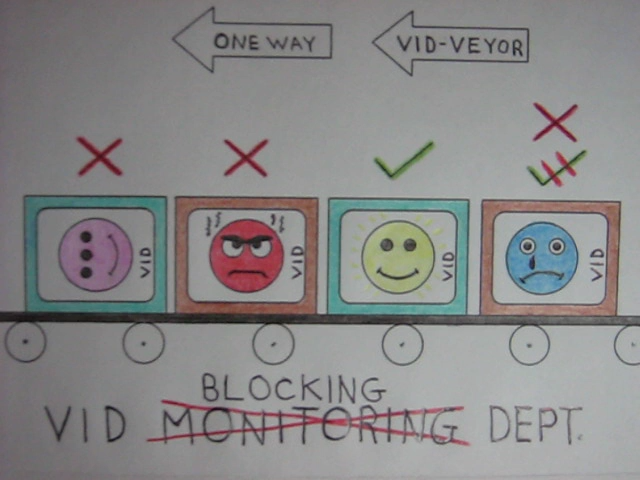 ONE WAY
VID-VEYOR
VID
VID
VID
VID
BLOCKING
VID MONITORING DEPT.